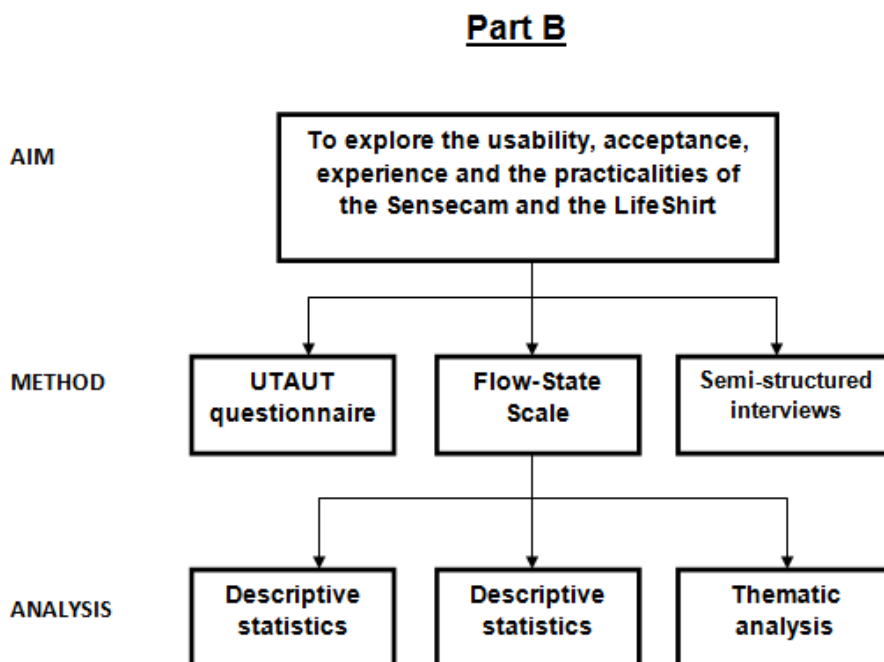 Part B
AIM
To explore the usability, acceptance,
experience and the practicalities of
the Sensecam and the LifeShirt
METHOD
UTAUT
questionnaire
Flow-State
Scale
Semi-structured
interviews
ANALYSIS
Descriptive
statistics
Descriptive
statistics
Thematic
analysis